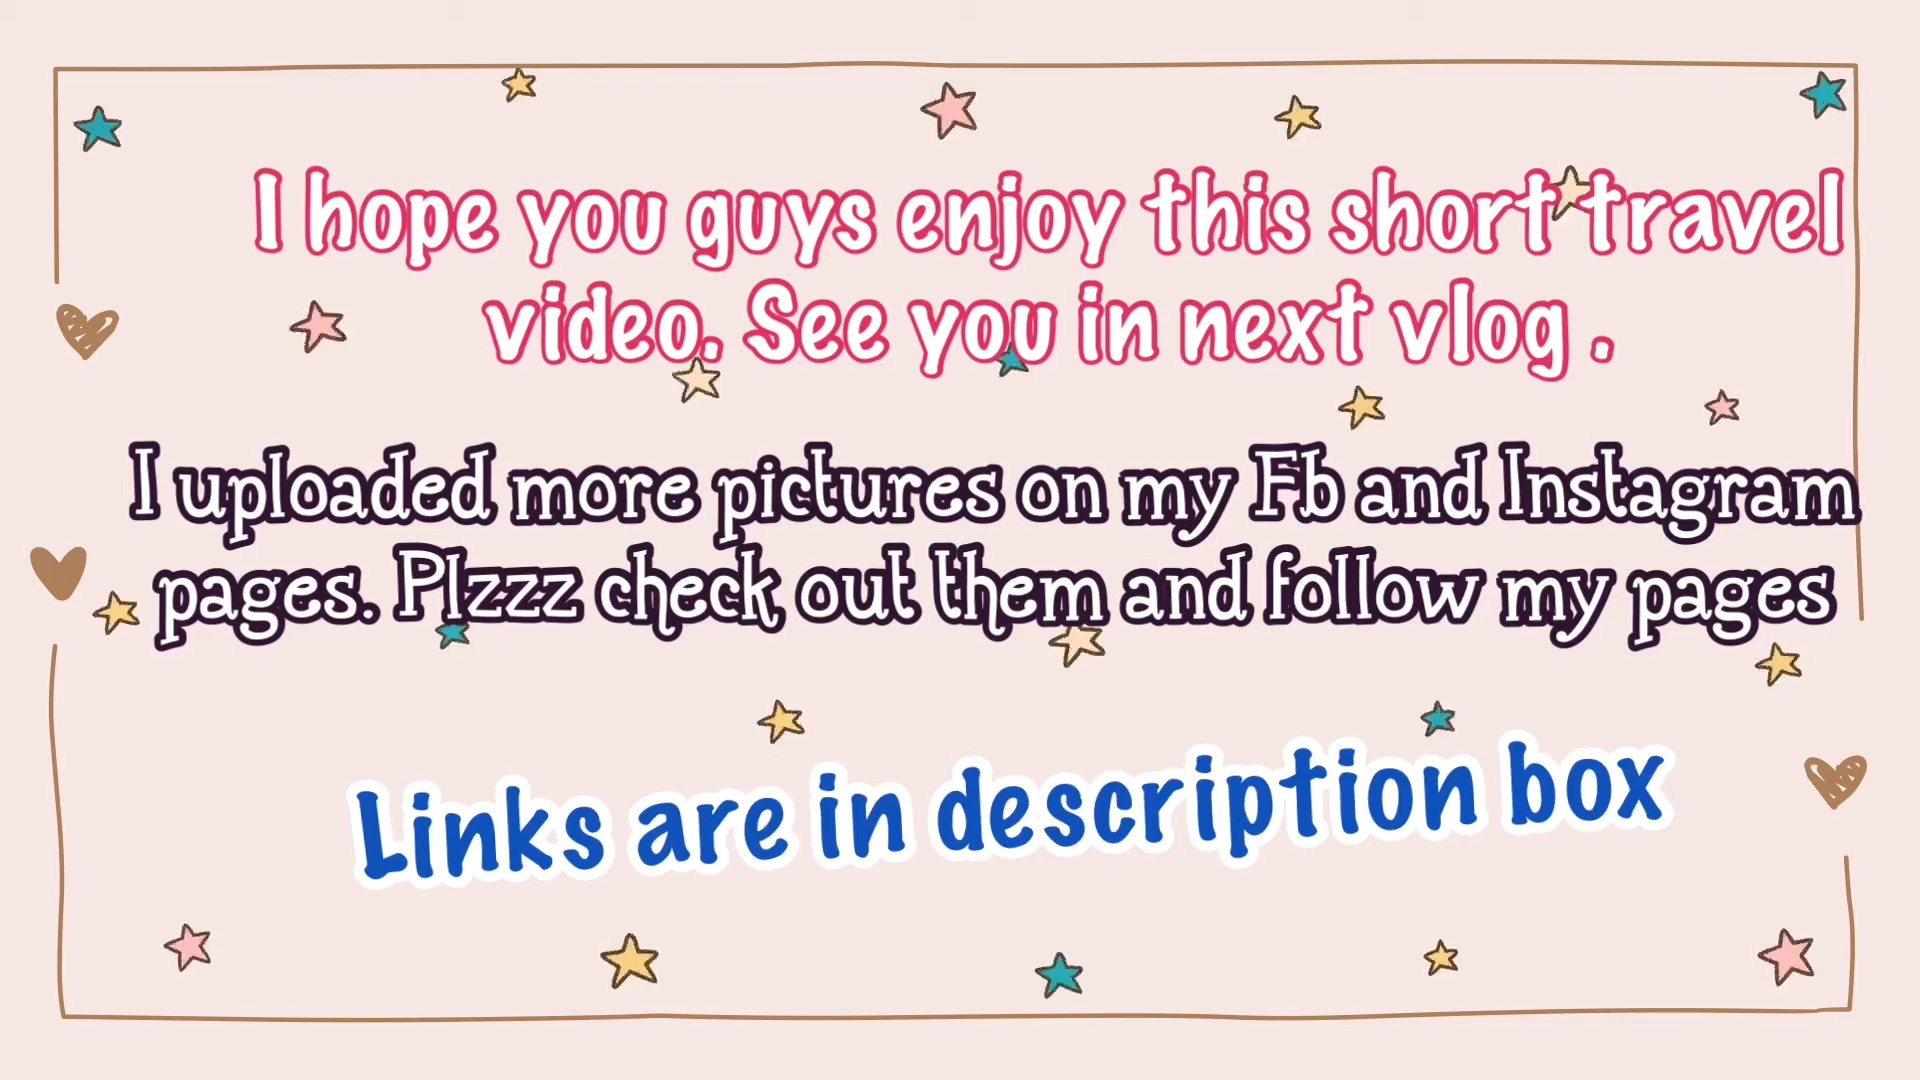 I hope you guys enjoy this short travel
video. See you in next vlog .
I uploaded more pictures on my Fb and Instagram
pages. Plzzz check out them and follow my pages
Links are in description box